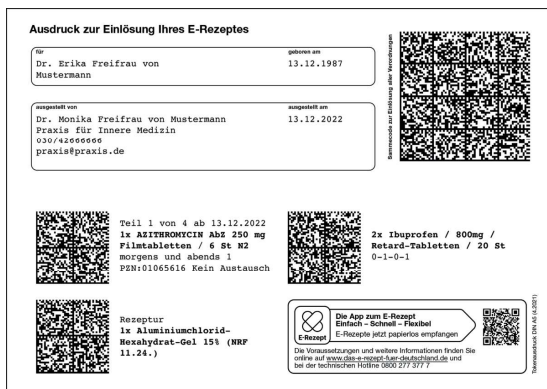 Ausdruck zur Einlösung Ihres E-Rezeptes
für
geboren am
Dr. Erika Freifrau von
Mustermann
13.12.1987
ausgestellt von
ausgestellt am
Dr. Monika Freifrau von Mustermann
Praxis für Innere Medizin
030/42666666
praxis@praxis.de
13.12.2022
Sammelcode zur Einlösung aller Verordnungen
Teil 1 von 4 ab 13.12.2022
1x AZITHROMYCIN AbZ 250 mg
Filmtabletten / 6 St N2
morgens und abends 1
PZN:01065616 Kein Austausch
2x Ibuprofen / 800mg /
Retard-Tabletten / 20 St
0-1-0-1
Rezeptur
1x Aluminiumchlorid-
Hexahydrat-Gel 15% (NRF
11.24.)
E-Rezept
Die App zum E-Rezept
Einfach – Schnell – Flexibel
E-Rezepte jetzt papierlos empfangen
Die Voraussetzungen und weitere Informationen finden Sie
online auf www.das-e-rezept-fuer-deutschland.de und
bei der technischen Hotline 0800 277 377 7
Tokenausdruck DIN A5 (4.2021)